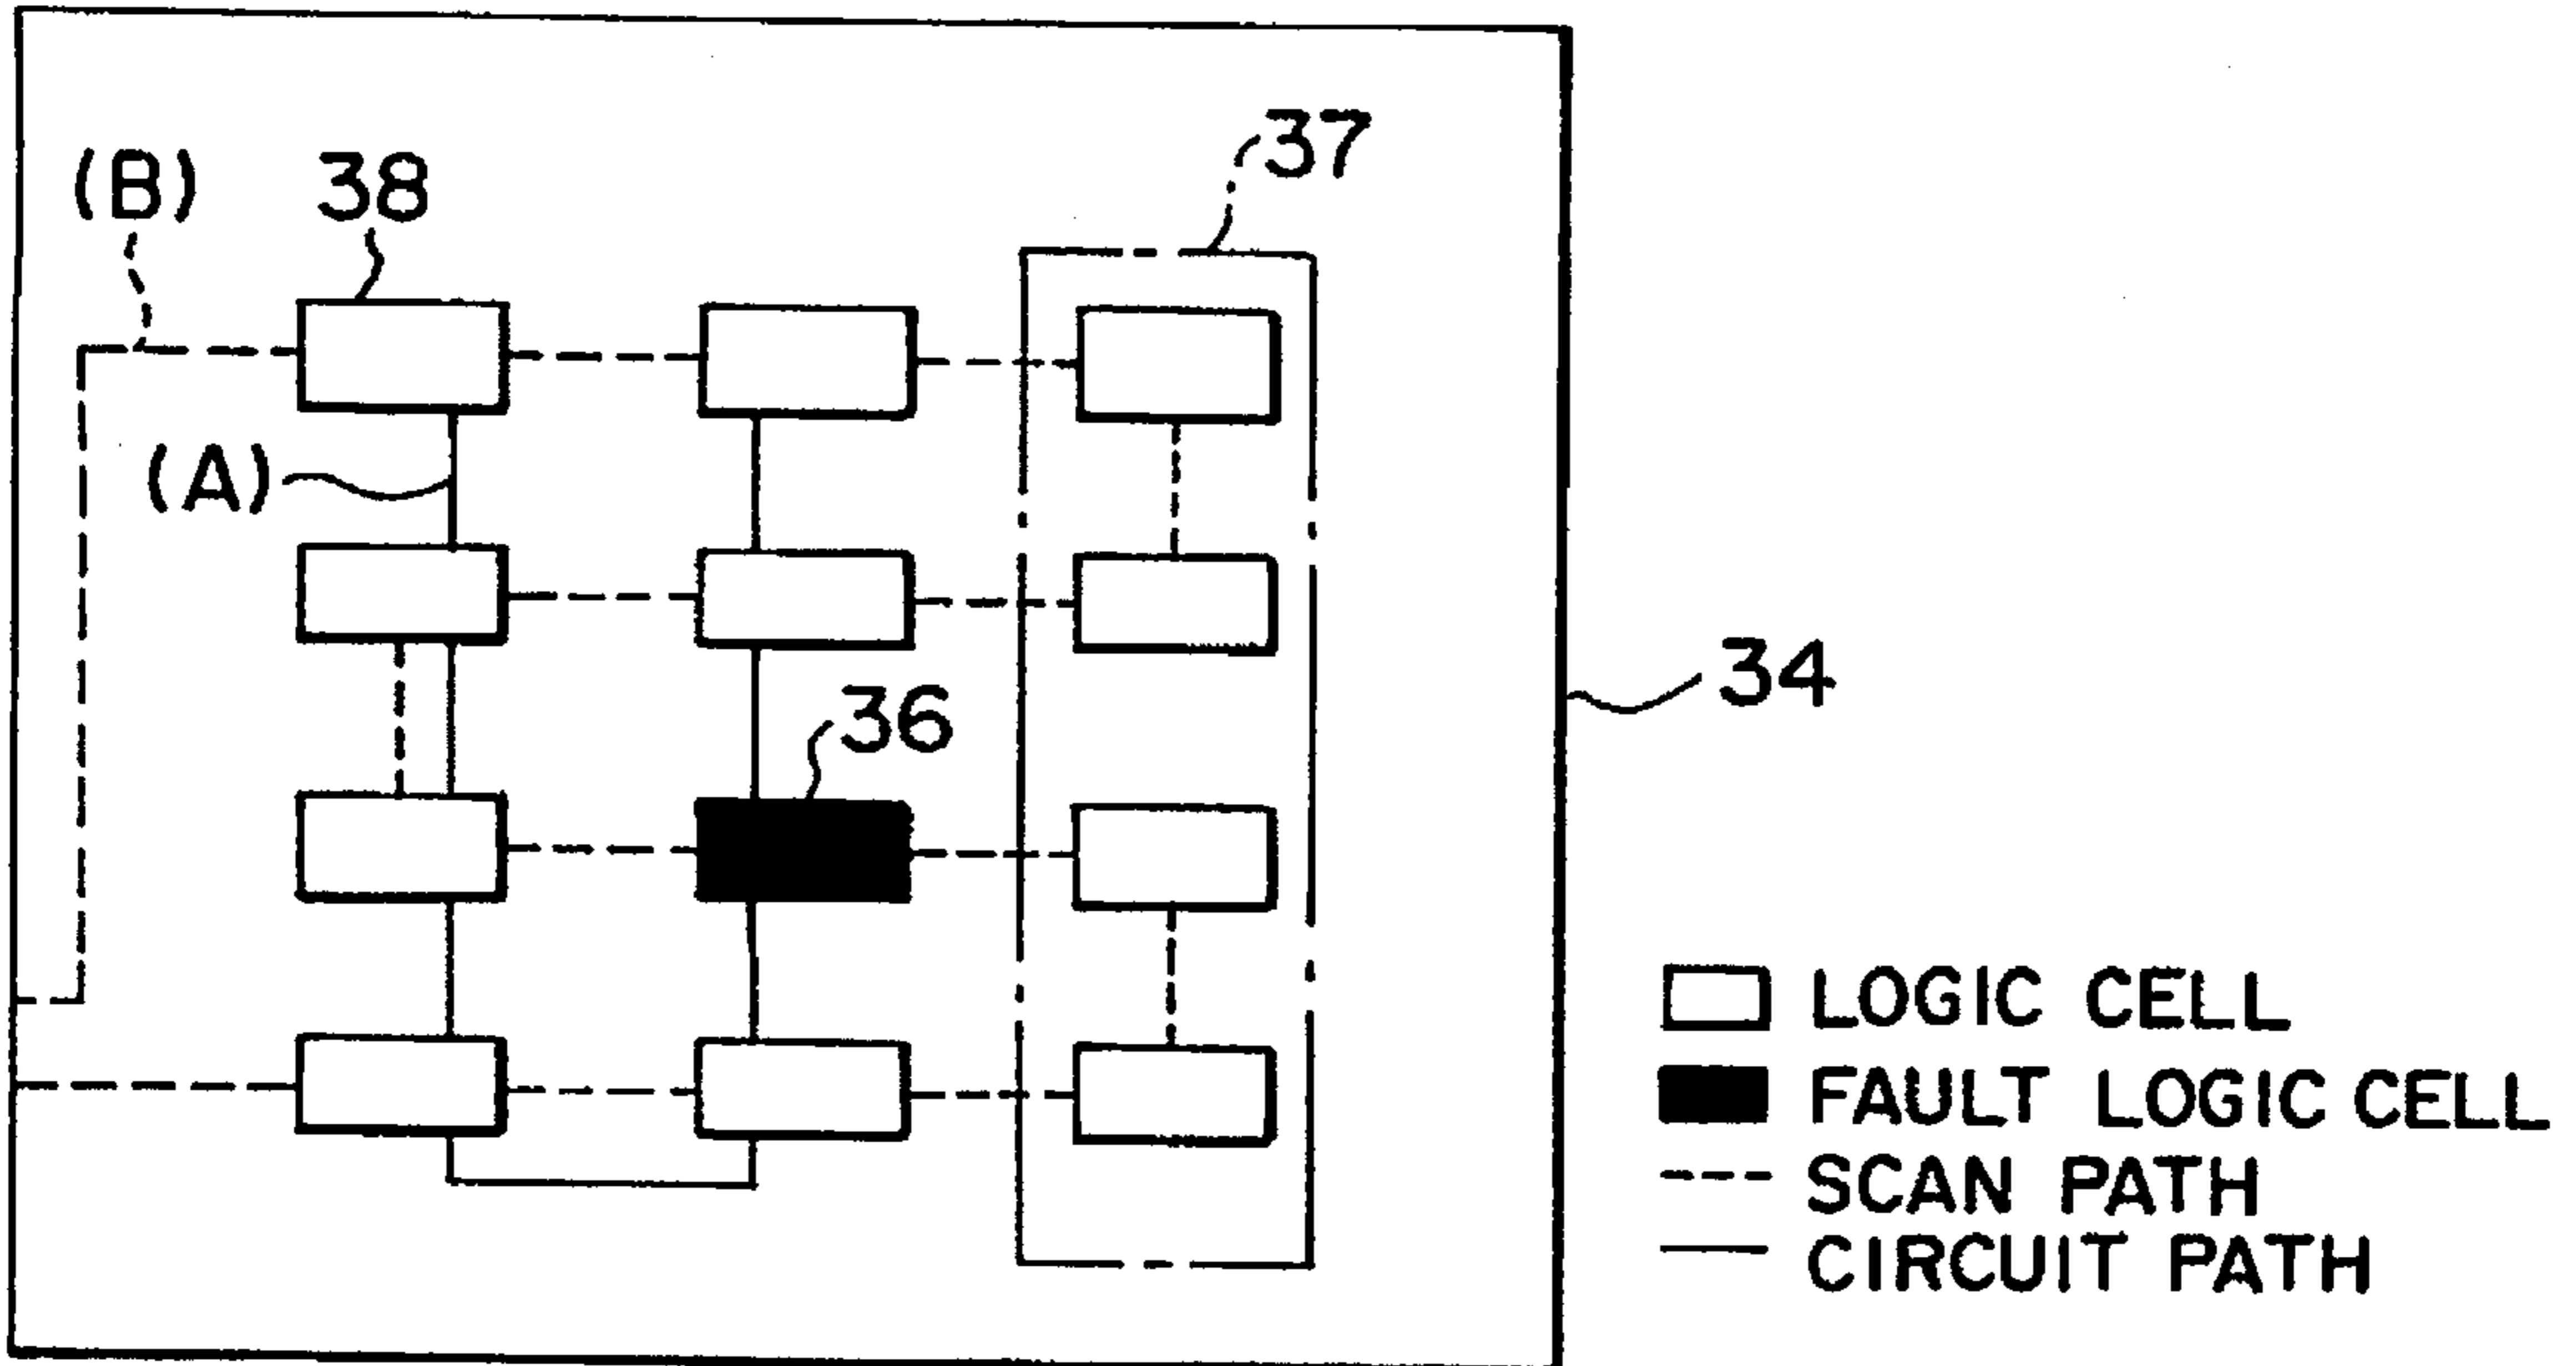 37
(B)
38
(A)
34
36
LOGIC CELL
FAULT LOGIC CELL
SCAN PATH
CIRCUIT PATH